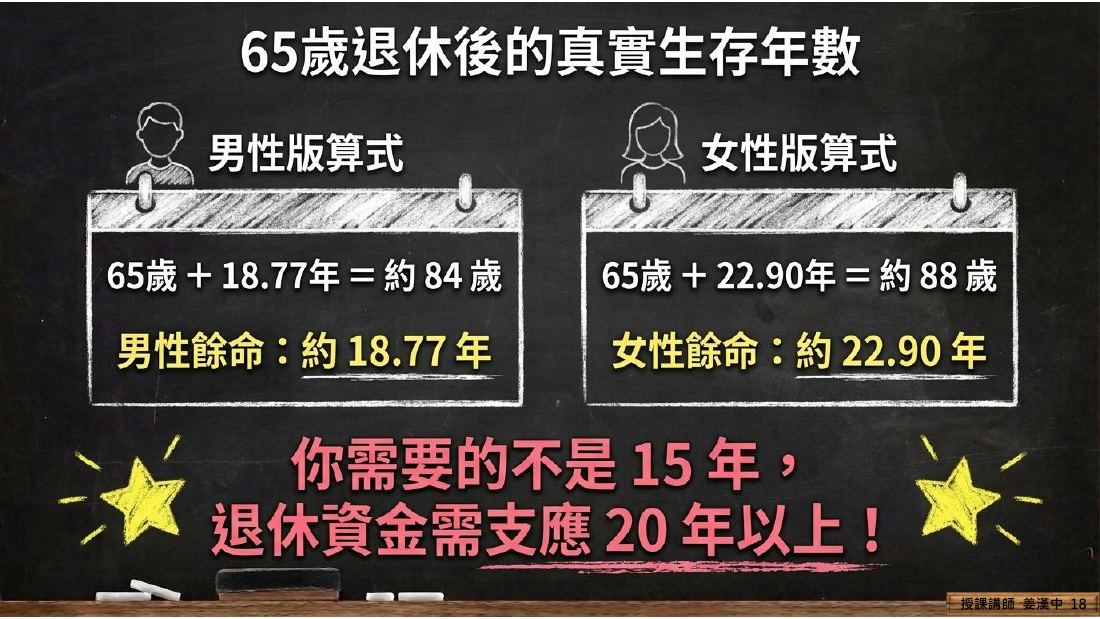 65歲退休後的真實生存年數
男性版算式
65歲＋18.77年＝約 84 歲
男性餘命：約 18.77 年
女性版算式
65歲＋22.90年＝約 88 歲
女性餘命：約 22.90 年
你需要的不是 15 年，
退休資金需支應 20 年以上！
授課講師 姜漢中 18